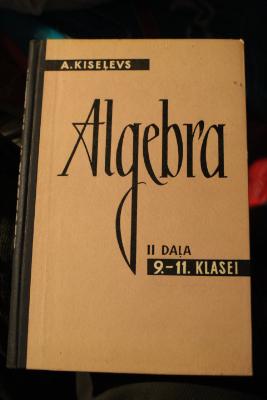 A. KISEĻEVS
Algebra
II DAĻA
9.–11. KLASEI